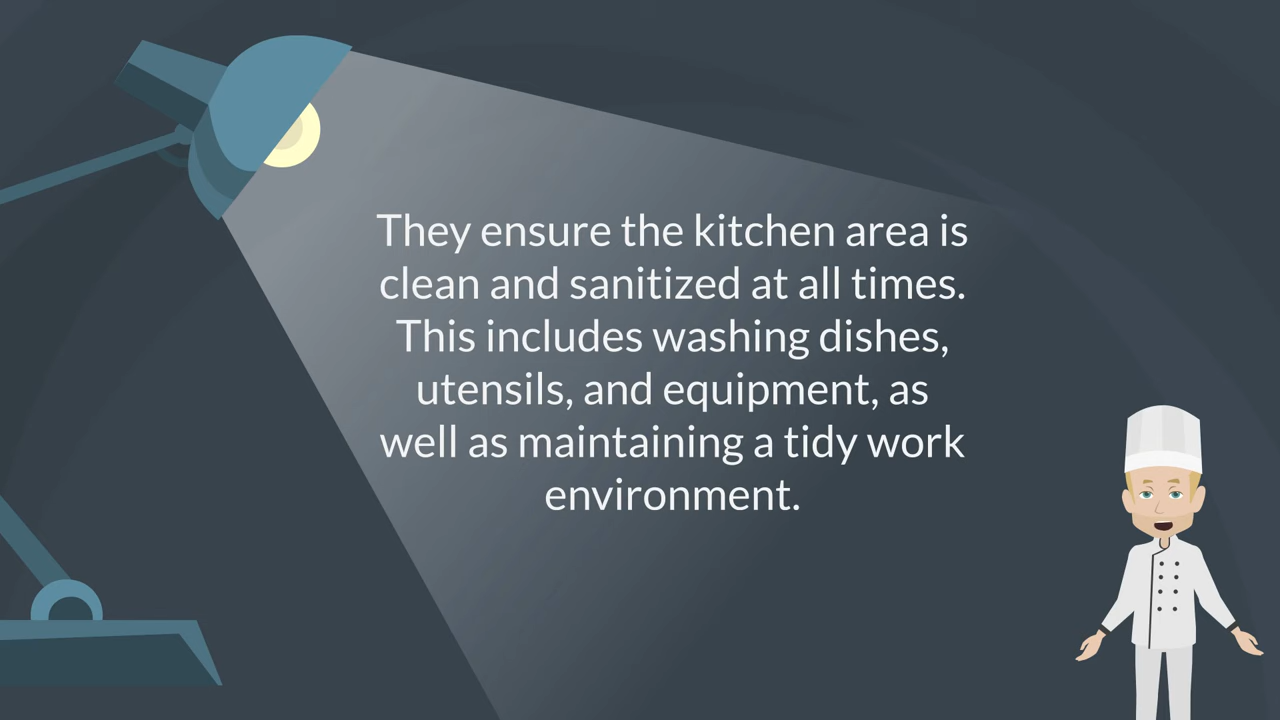 They ensure the kitchen area is
clean and sanitized at all times.
This includes washing dishes,
utensils, and equipment, as
well as maintaining a tidy work
environment.